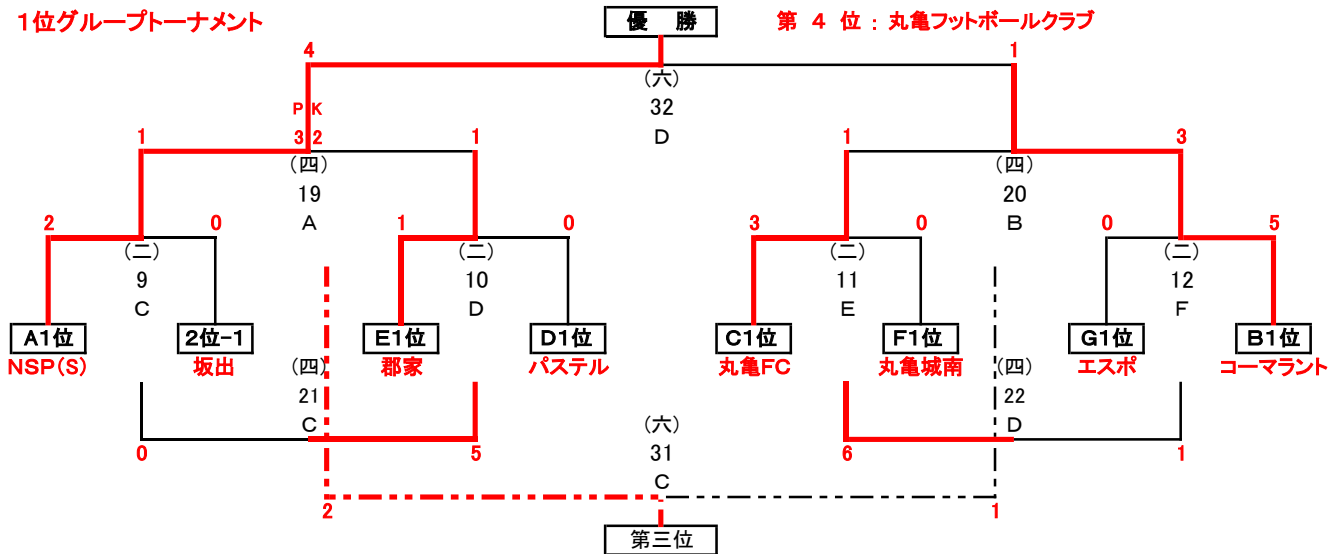 1位グループトーナメント
優 勝
第 4 位 : 丸亀フットボールクラブ
4
1
(六)
32
D
P K
3 2
1
1
1
3
(四)
19
A
(四)
20
B
2
0
1
0
3
0
0
5
(二)
9
C
(二)
10
D
(二)
11
E
(二)
12
F
A1位
2位-1
E1位
D1位
C1位
F1位
G1位
B1位
NSP(S)
坂出
郡家
パステル
丸亀FC
丸亀城南
エスポ
コーマラント
(四)
21
C
(四)
22
D
0
5
6
1
(六)
31
C
2
1
第三位